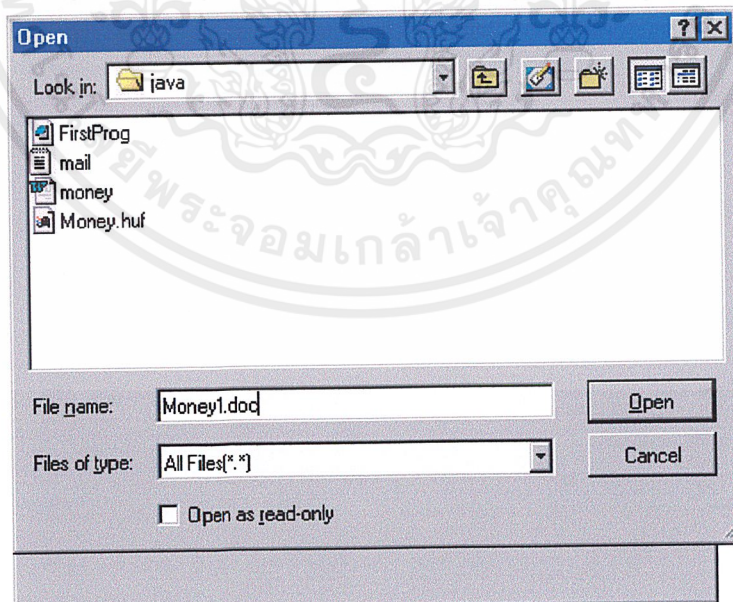 Open
Look in: java
FirstProg
mail
money
Money.huf
File name: Money1.doc Open
Files of type: All Files(*.*) Cancel
Open as read-only